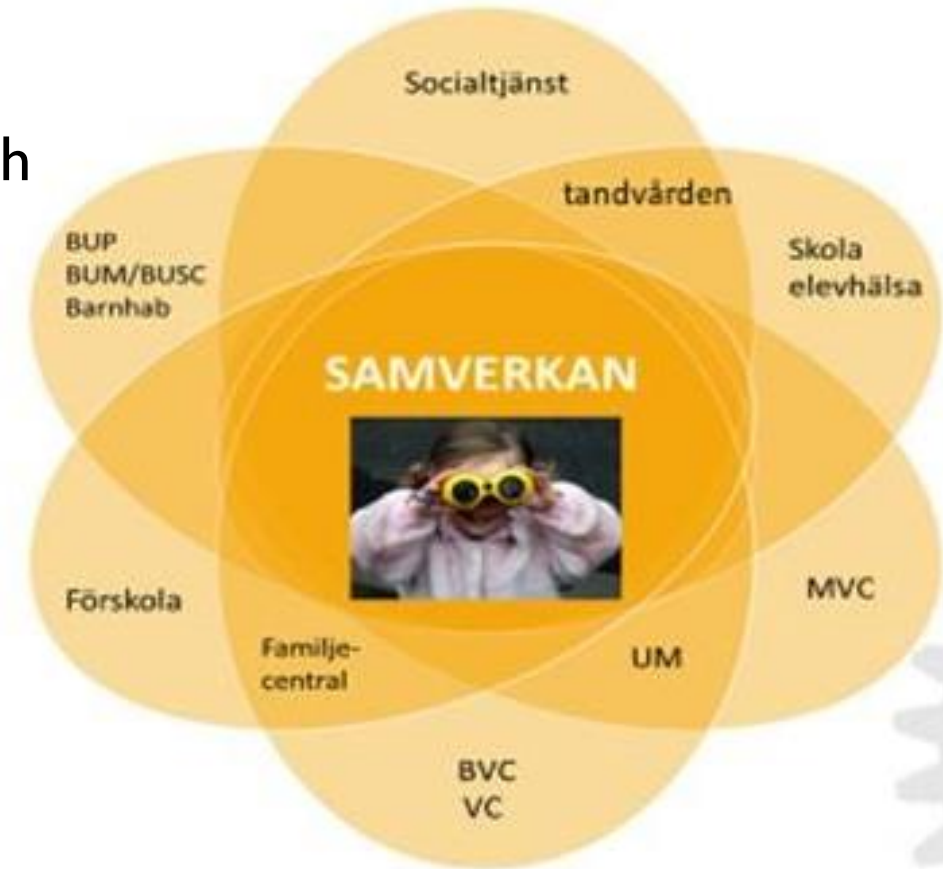 h
Socialtjänst
tandvården
BUP
BUM/BUSC
Barnhab
Skola
elevhälsa
SAMVERKAN
Förskola
MVC
Familje-
central
UM
BVC
VC